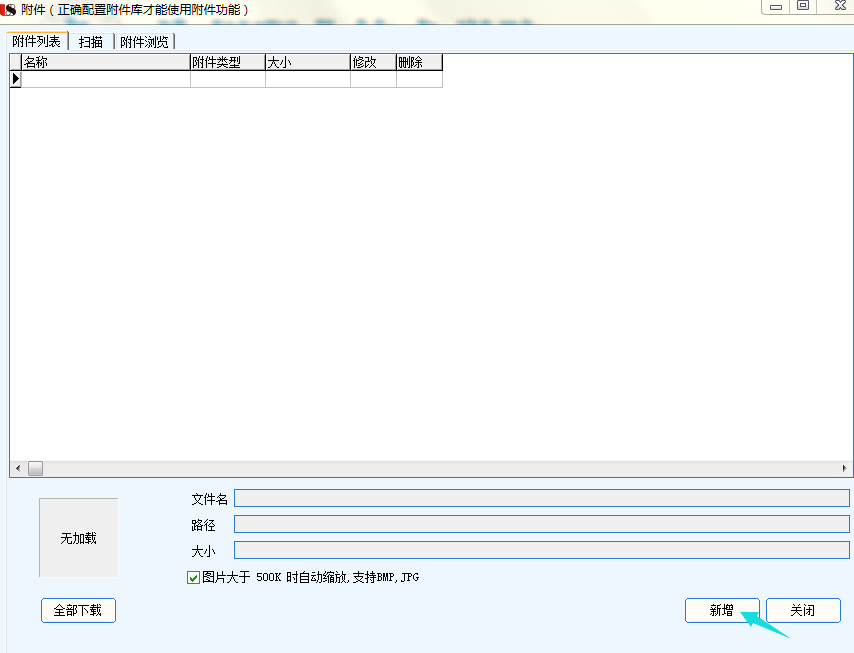 附件（正确配置附件库才能使用附件功能）
附件列表 扫描 附件浏览
名称 附件类型 大小 修改 删除
文件名
路径
无加载
大小
图片大于 500K 时自动缩放,支持BMP,JPG
全部下载 新增 关闭